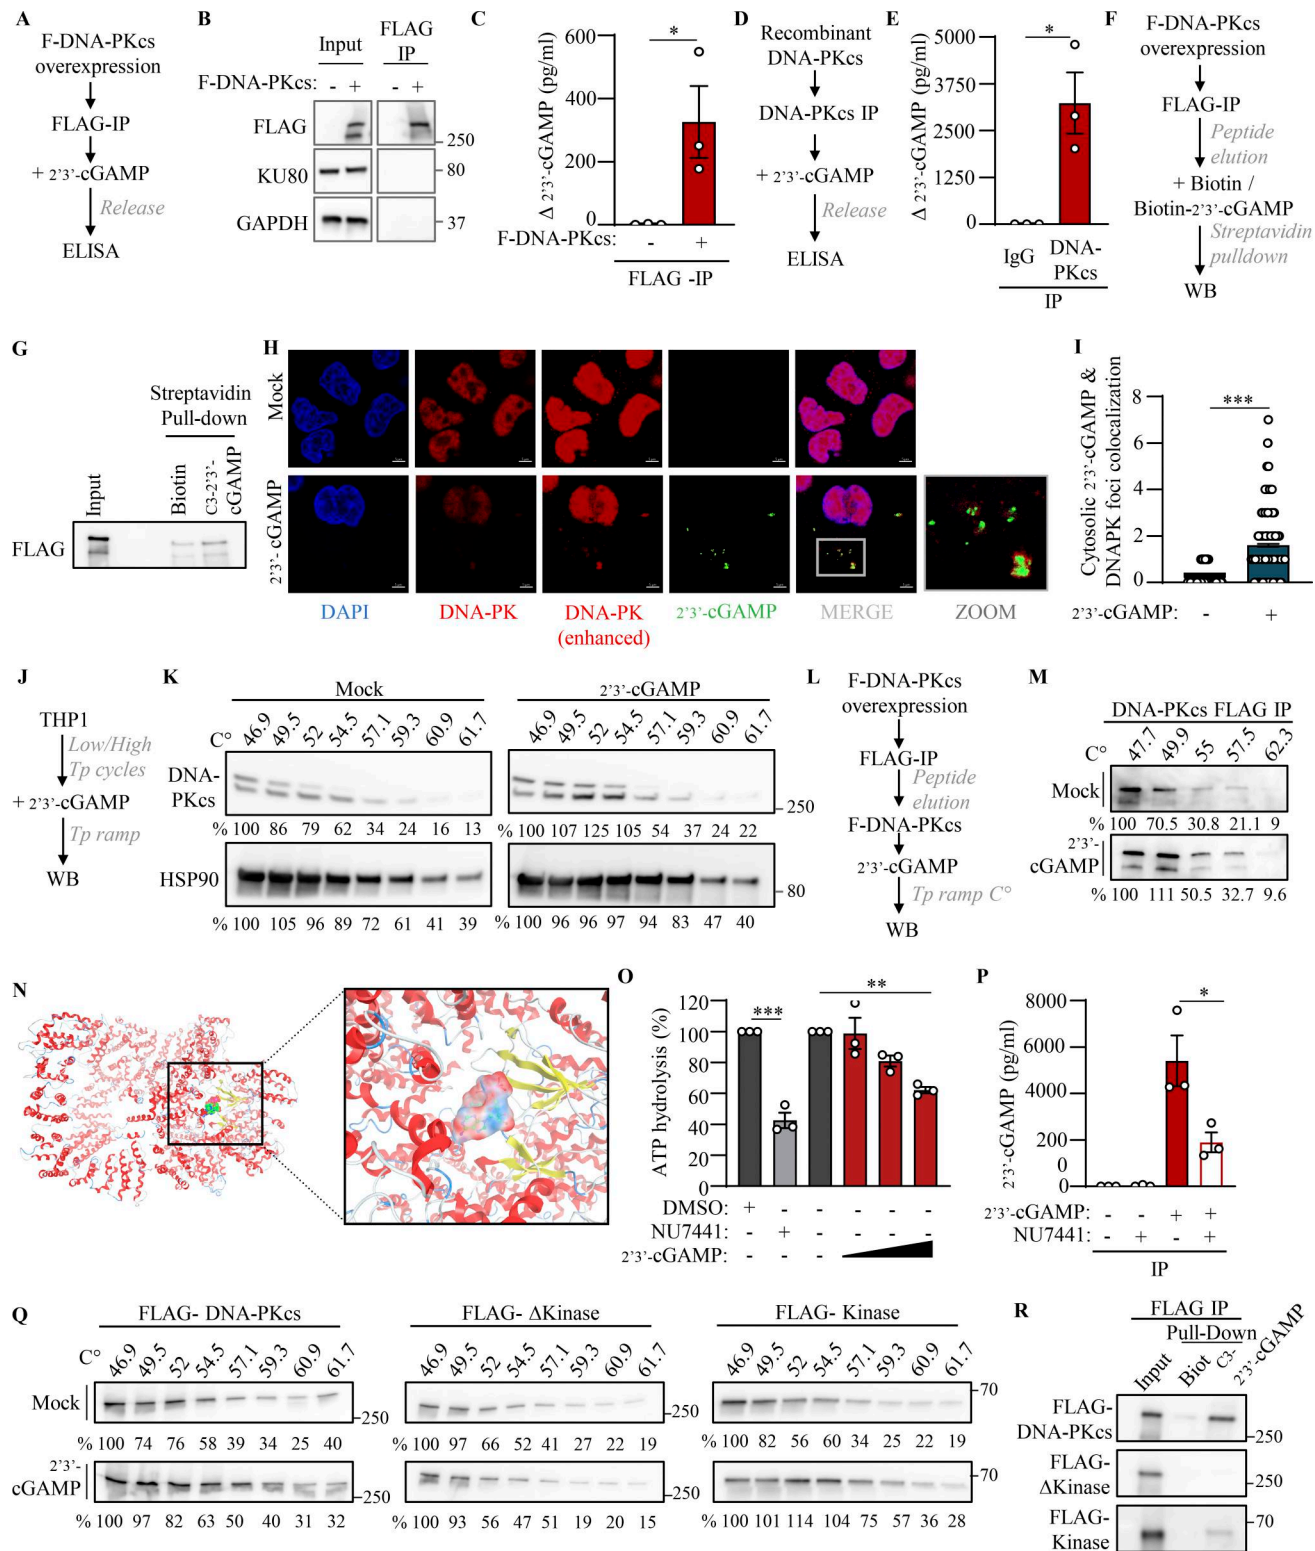 A
F-DNA-PKcs
overexpression
FLAG-IP
+ 2'3'-cGAMP
Release
ELISA
B
Input
FLAG
IP
F-DNA-PKcs: - + - +
FLAG
250
KU80
80
GAPDH
37
C
Δ 2'3'-cGAMP (pg/ml)
600
400
200
0
*
F-DNA-PKcs: - +
FLAG -IP
D
Recombinant
DNA-PKcs
DNA-PKcs IP
+ 2'3'-cGAMP
Release
ELISA
E
Δ 2'3'-cGAMP (pg/ml)
5000
3750
2500
1250
0
*
IgG
DNA-
PKcs
IP
F
F-DNA-PKcs
overexpression
FLAG-IP
Peptide
elution
+ Biotin /
Biotin-2'3'-cGAMP
Streptavidin
pulldown
WB
G
Streptavidin
Pull-down
Input
Biotin
C3-2'3'-
cGAMP
FLAG
H
Mock
2'3'- cGAMP
DAPI
DNA-PK
DNA-PK
(enhanced)
2'3'-cGAMP
MERGE
ZOOM
I
Cytosolic 2'3'-cGAMP &
DNAPK foci colocalization
8
6
4
2
0
***
2'3'-cGAMP: - +
J
THP1
Low/High
Tp cycles
+ 2'3'-cGAMP
Tp ramp
WB
K
Mock
2'3'-cGAMP
C° 46.9 49.5 52 54.5 57.1 59.3 60.9 61.7
46.9 49.5 52 54.5 57.1 59.3 60.9 61.7
DNA-
PKcs
250
% 100 86 79 62 34 24 16 13
100 107 125 105 54 37 24 22
HSP90
80
% 100 105 96 89 72 61 41 39
% 100 96 96 97 94 83 47 40
L
F-DNA-PKcs
overexpression
FLAG-IP
Peptide
elution
F-DNA-PKcs
2'3'-cGAMP
Tp ramp C°
WB
M
DNA-PKcs FLAG IP
C° 47.7 49.9 55 57.5 62.3
Mock
% 100 70.5 30.8 21.1 9
2'3'-
cGAMP
% 100 111 50.5 32.7 9.6
N
O
ATP hydrolysis (%)
120
100
80
60
40
20
0
***
**
DMSO: + - - - - -
NU7441: - + - - - -
2'3'-cGAMP: - - -
P
2'3'-cGAMP (pg/ml)
8000
6000
4000
200
0
*
2'3'-cGAMP: - - + +
NU7441: - + - +
IP
Q
FLAG- DNA-PKcs
FLAG- ΔKinase
FLAG- Kinase
C° 46.9 49.5 52 54.5 57.1 59.3 60.9 61.7
46.9 49.5 52 54.5 57.1 59.3 60.9 61.7
46.9 49.5 52 54.5 57.1 59.3 60.9 61.7
Mock
250
250
70
% 100 74 76 58 39 34 25 40
% 100 97 66 52 41 27 22 19
% 100 82 56 60 34 25 22 19
2'3'-
cGAMP
250
250
70
% 100 97 82 63 50 40 31 32
% 100 93 56 47 51 19 20 15
% 100 101 114 104 75 57 36 28
R
FLAG IP
Pull-Down
Input
Biot
C3-
2'3'-cGAMP
FLAG-
DNA-PKcs
250
FLAG-
ΔKinase
250
FLAG-
Kinase
70